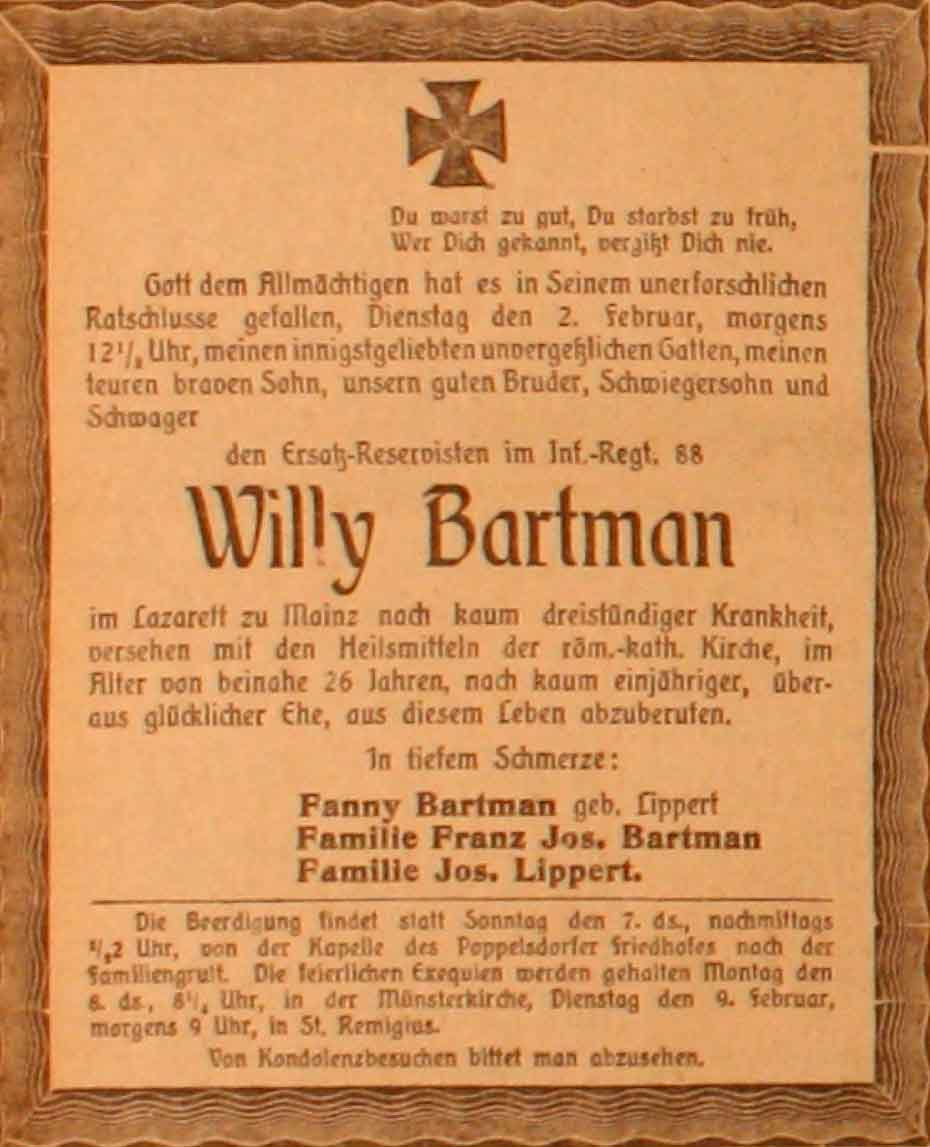 Du warst zu gut, Du starbst zu früh,
Wer Dich gekannt, vergißt Dich nie.
Gott dem Allmächtigen hat es in Seinem unerforschlichen
Ratschlusse gefallen, Dienstag den 2. Februar, morgens
12½ Uhr, meinen innigstgeliebten unvergeßlichen Gatten, meinen
teuren braven Sohn, unsern guten Bruder, Schwiegersohn und
Schwager
den Ersatz-Reservisten im Inf.-Regt. 88
Willy Bartman
im Lazarett zu Mainz nach kaum dreistündiger Krankheit,
versehen mit den Heilsmitteln der röm.-kath. Kirche, im
Alter von beinahe 26 Jahren, nach kaum einjähriger, über-
aus glücklicher Ehe, aus diesem Leben abzuberufen.
In tiefem Schmerze:
Fanny Bartman geb. Lippert
Familie Franz Jos. Bartman
Familie Jos. Lippert.
Die Beerdigung findet statt Sonntag den 7. ds., nachmittags
½2 Uhr, von der Kapelle des Poppelsdorfer Friedhofes nach der
Familiengruft. Die feierlichen Exequien werden gehalten Montag den
8. ds., Uhr, in der Münsterkirche, Dienstag den 9. Februar,
morgens 9 Uhr, in St. Remigius.
Von Kondolenzbesuchen bittet man abzusehen.